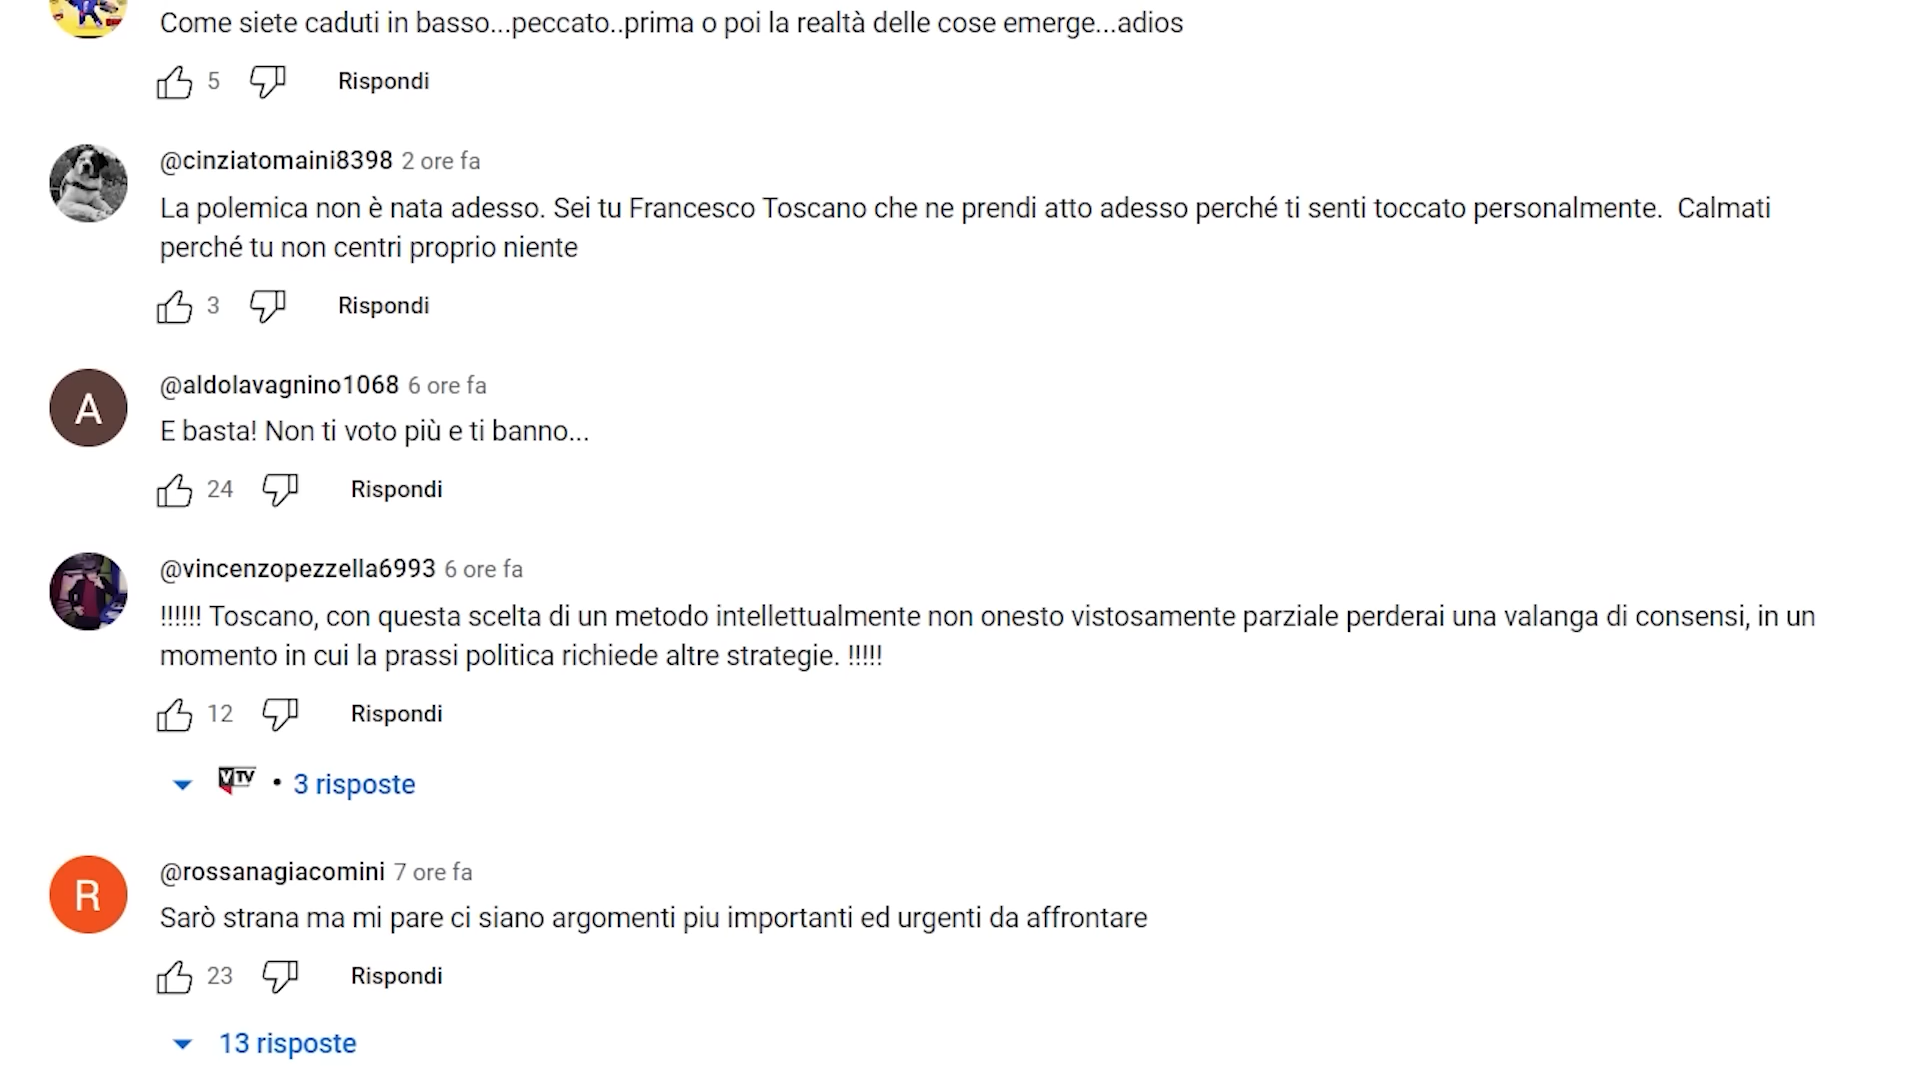 Come siete caduti in basso...peccato..prima o poi la realtà delle cose emerge...adios
5 Rispondi
@cinziatomaini8398 2 ore fa
La polemica non è nata adesso. Sei tu Francesco Toscano che ne prendi atto adesso perché ti senti toccato personalmente.  Calmati
perché tu non centri proprio niente
3 Rispondi
A
@aldolavagnino1068 6 ore fa
E basta! Non ti voto più e ti banno...
24 Rispondi
@vincenzopezzella6993 6 ore fa
!!!!!! Toscano, con questa scelta di un metodo intellettualmente non onesto vistosamente parziale perderai una valanga di consensi, in un
momento in cui la prassi politica richiede altre strategie. !!!!!
12 Rispondi
VTV • 3 risposte
R
@rossanagiacomini 7 ore fa
Sarò strana ma mi pare ci siano argomenti piu importanti ed urgenti da affrontare
23 Rispondi
13 risposte